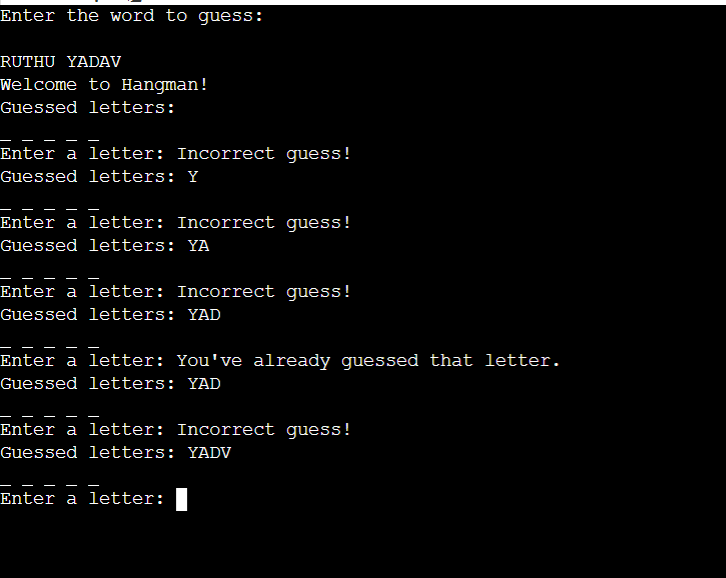 Enter the word to guess:
RUTHU YADAV
Welcome to Hangman!
Guessed letters:
_ _ _ _ _
Enter a letter: Incorrect guess!
Guessed letters: Y
_ _ _ _ _
Enter a letter: Incorrect guess!
Guessed letters: YA
_ _ _ _ _
Enter a letter: Incorrect guess!
Guessed letters: YAD
_ _ _ _ _
Enter a letter: You've already guessed that letter.
Guessed letters: YAD
_ _ _ _ _
Enter a letter: Incorrect guess!
Guessed letters: YADV
_ _ _ _ _
Enter a letter: